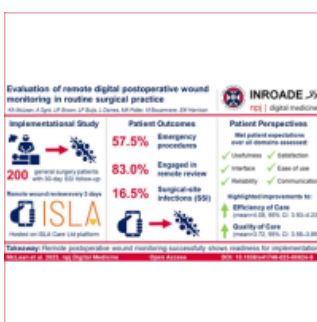 Evaluation of remote digital postoperative wound
monitoring in routine surgical practice
INROADE
npj | digital medicine
Implementational Study
200 general surgery patients
with 30-day SSI follow-up
Remote wound review every 3 days
ISLA
Hosted on ISLA Care Ltd platform
Patient Outcomes
57.5% Emergency
procedures
83.0% Engaged in
remote review
16.5% Surgical-site
infections (SSI)
Patient Perspectives
Met patient expectations
over all domains assessed:
Usefulness Satisfaction
Interface Ease of use
Reliability Communication
Highlighted improvements to:
Efficiency of Care
Quality of Care
Takeaway: Remote postoperative wound monitoring successfully shows readiness for implementation
McLean et al. 2023, npj Digital Medicine Open Access